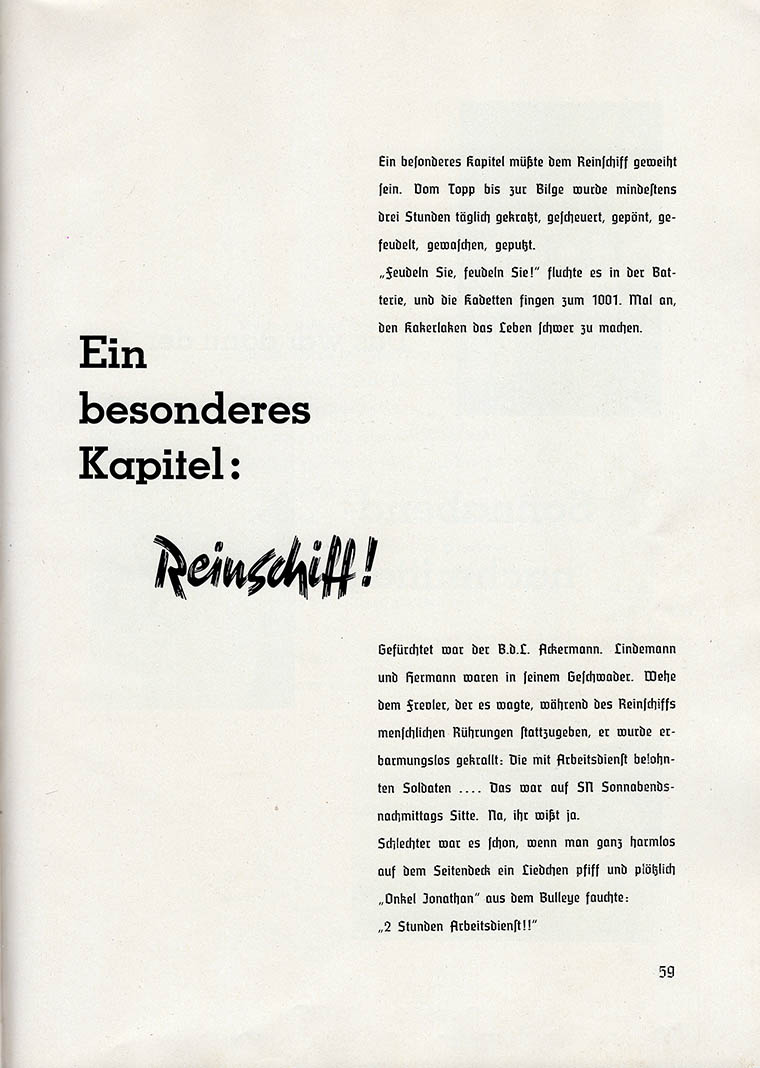 Ein besonderes Kapitel müßte dem Reinſchiff geweiht
ſein. Vom Topp bis zur Bilge wurde mindeſtens
drei Stunden täglich gekratzt, geſcheuert, gepönt, ge-
feudelt, gewaſchen, geputzt.
„Feudeln Sie, feudeln Sie!“ fluchte es in der Bat-
terie, und die Kadetten fingen zum 1001. Mal an,
den Kakerlaken das Leben ſchwer zu machen.
Ein
besonderes
Kapitel:
Reinschiff!
Gefürchtet war der B.d.L. Ackermann. Lindemann
und Hermann waren in ſeinem Geſchwader. Wehe
dem Frevler, der es wagte, während des Reinſchiffs
menſchlichen Rührungen ſtattzugeben, er wurde er-
barmungslos gekrallt: Die mit Arbeitsdienſt belohn-
ten Soldaten .... Das war auf SN Sonnabends-
nachmittags Sitte. Na, ihr wißt ja.
Schlechter war es ſchon, wenn man ganz harmlos
auf dem Seitendeck ein Liedchen pfiff und plötzlich
„Onkel Jonathan“ aus dem Bulleye fauchte:
„2 Stunden Arbeitsdienſt!!“
59